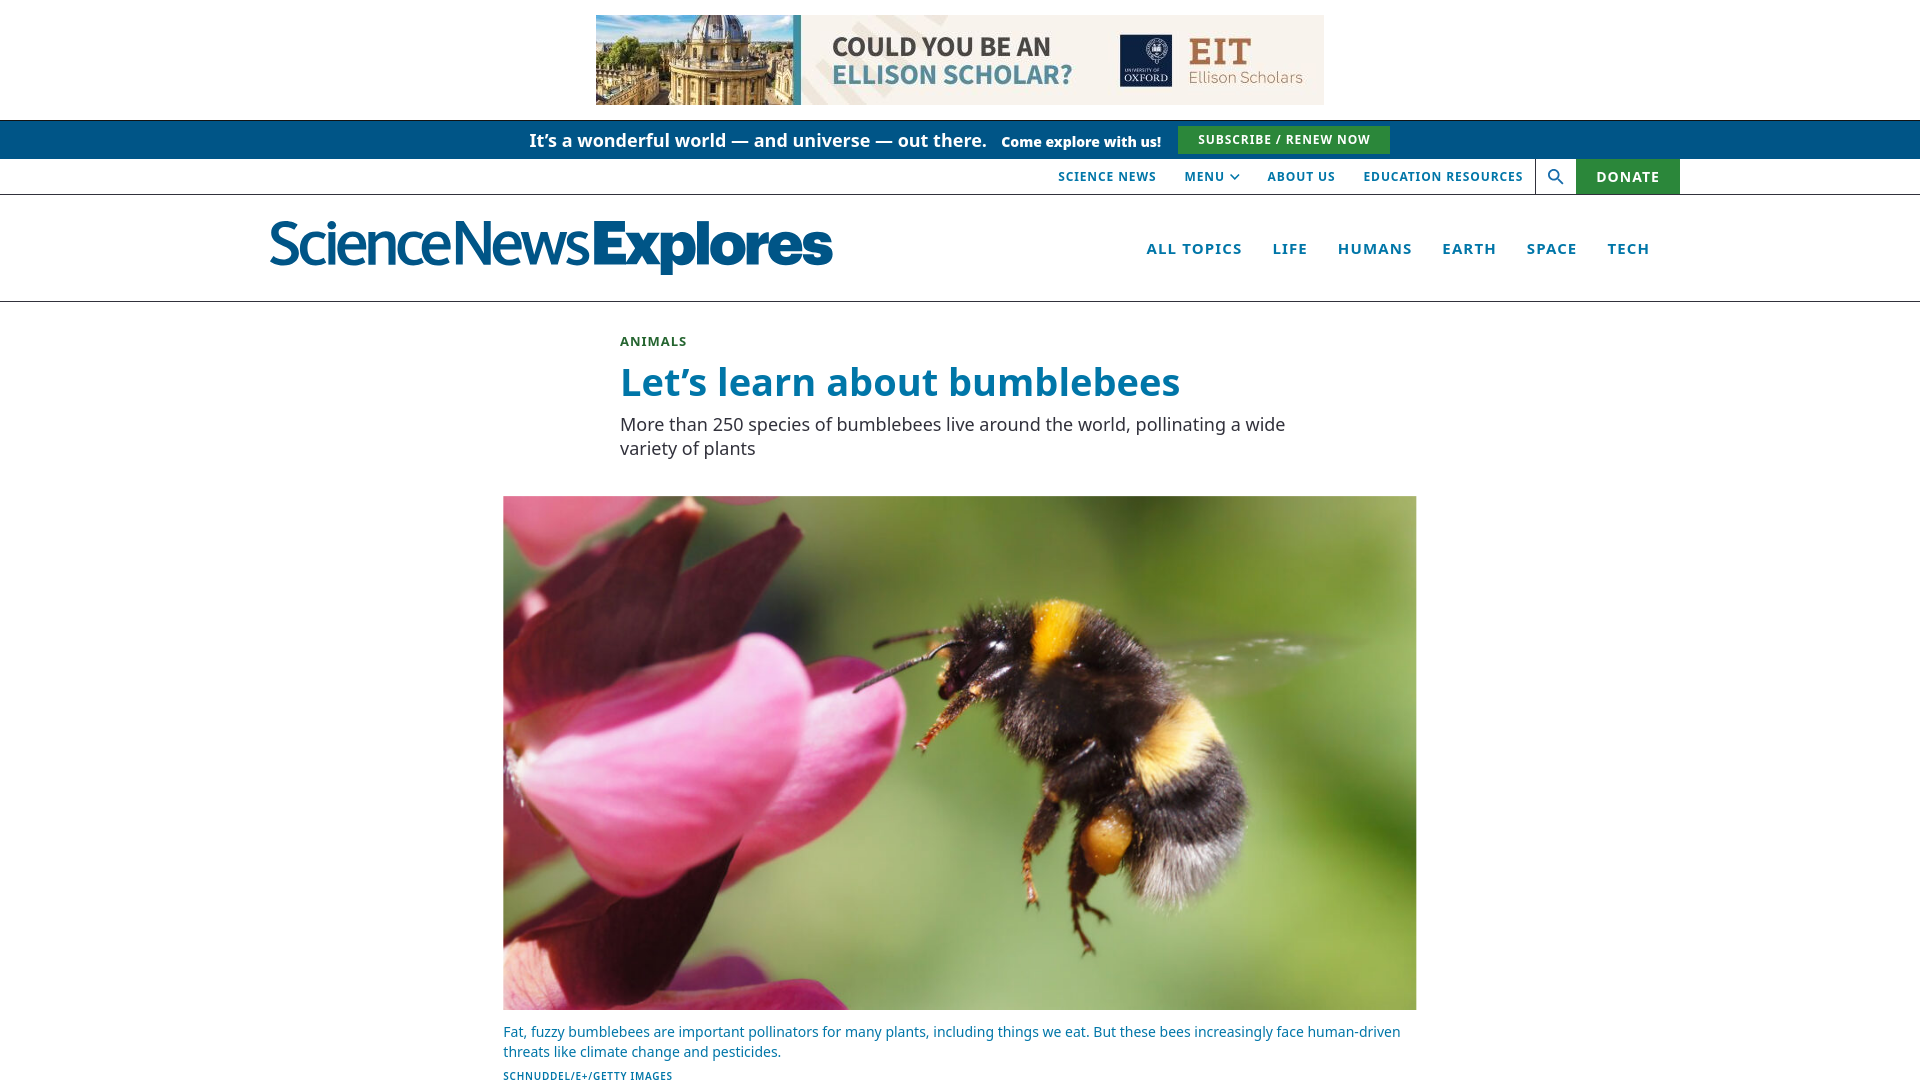 COULD YOU BE AN
ELLISON SCHOLAR?
UNIVERSITY OF
OXFORD
EIT
Ellison Scholars
It’s a wonderful world — and universe — out there. Come explore with us! SUBSCRIBE / RENEW NOW
SCIENCE NEWS MENU ABOUT US EDUCATION RESOURCES DONATE
ScienceNewsExplores
ALL TOPICS LIFE HUMANS EARTH SPACE TECH
ANIMALS
Let’s learn about bumblebees
More than 250 species of bumblebees live around the world, pollinating a wide
variety of plants
Fat, fuzzy bumblebees are important pollinators for many plants, including things we eat. But these bees increasingly face human-driven
threats like climate change and pesticides.
SCHNUDDEL/E+/GETTY IMAGES